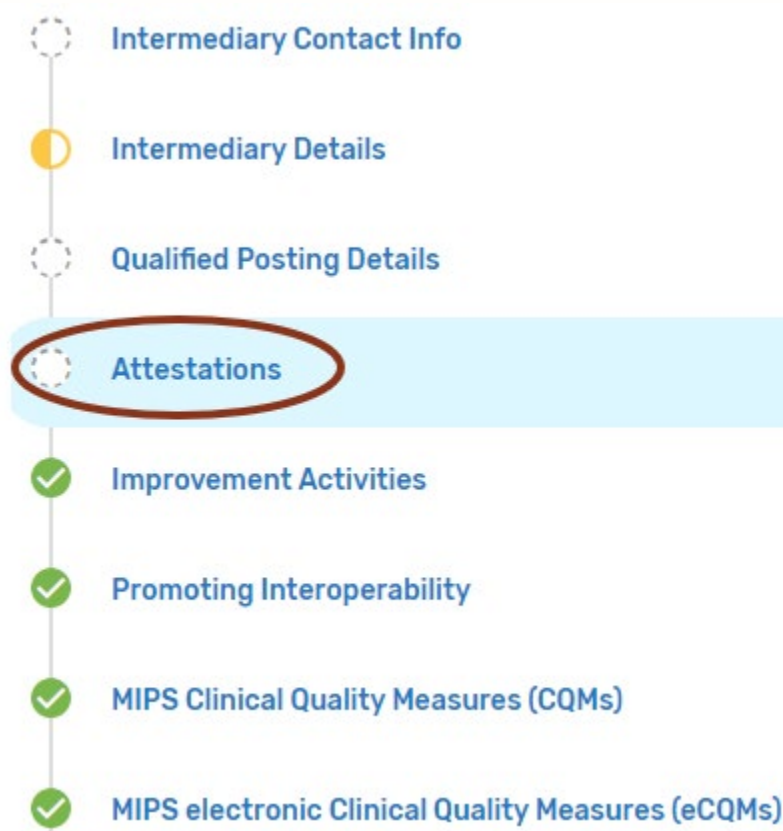 Intermediary Contact Info
Intermediary Details
Qualified Posting Details
Attestations
Improvement Activities
Promoting Interoperability
MIPS Clinical Quality Measures (CQMs)
MIPS electronic Clinical Quality Measures (eCQMs)